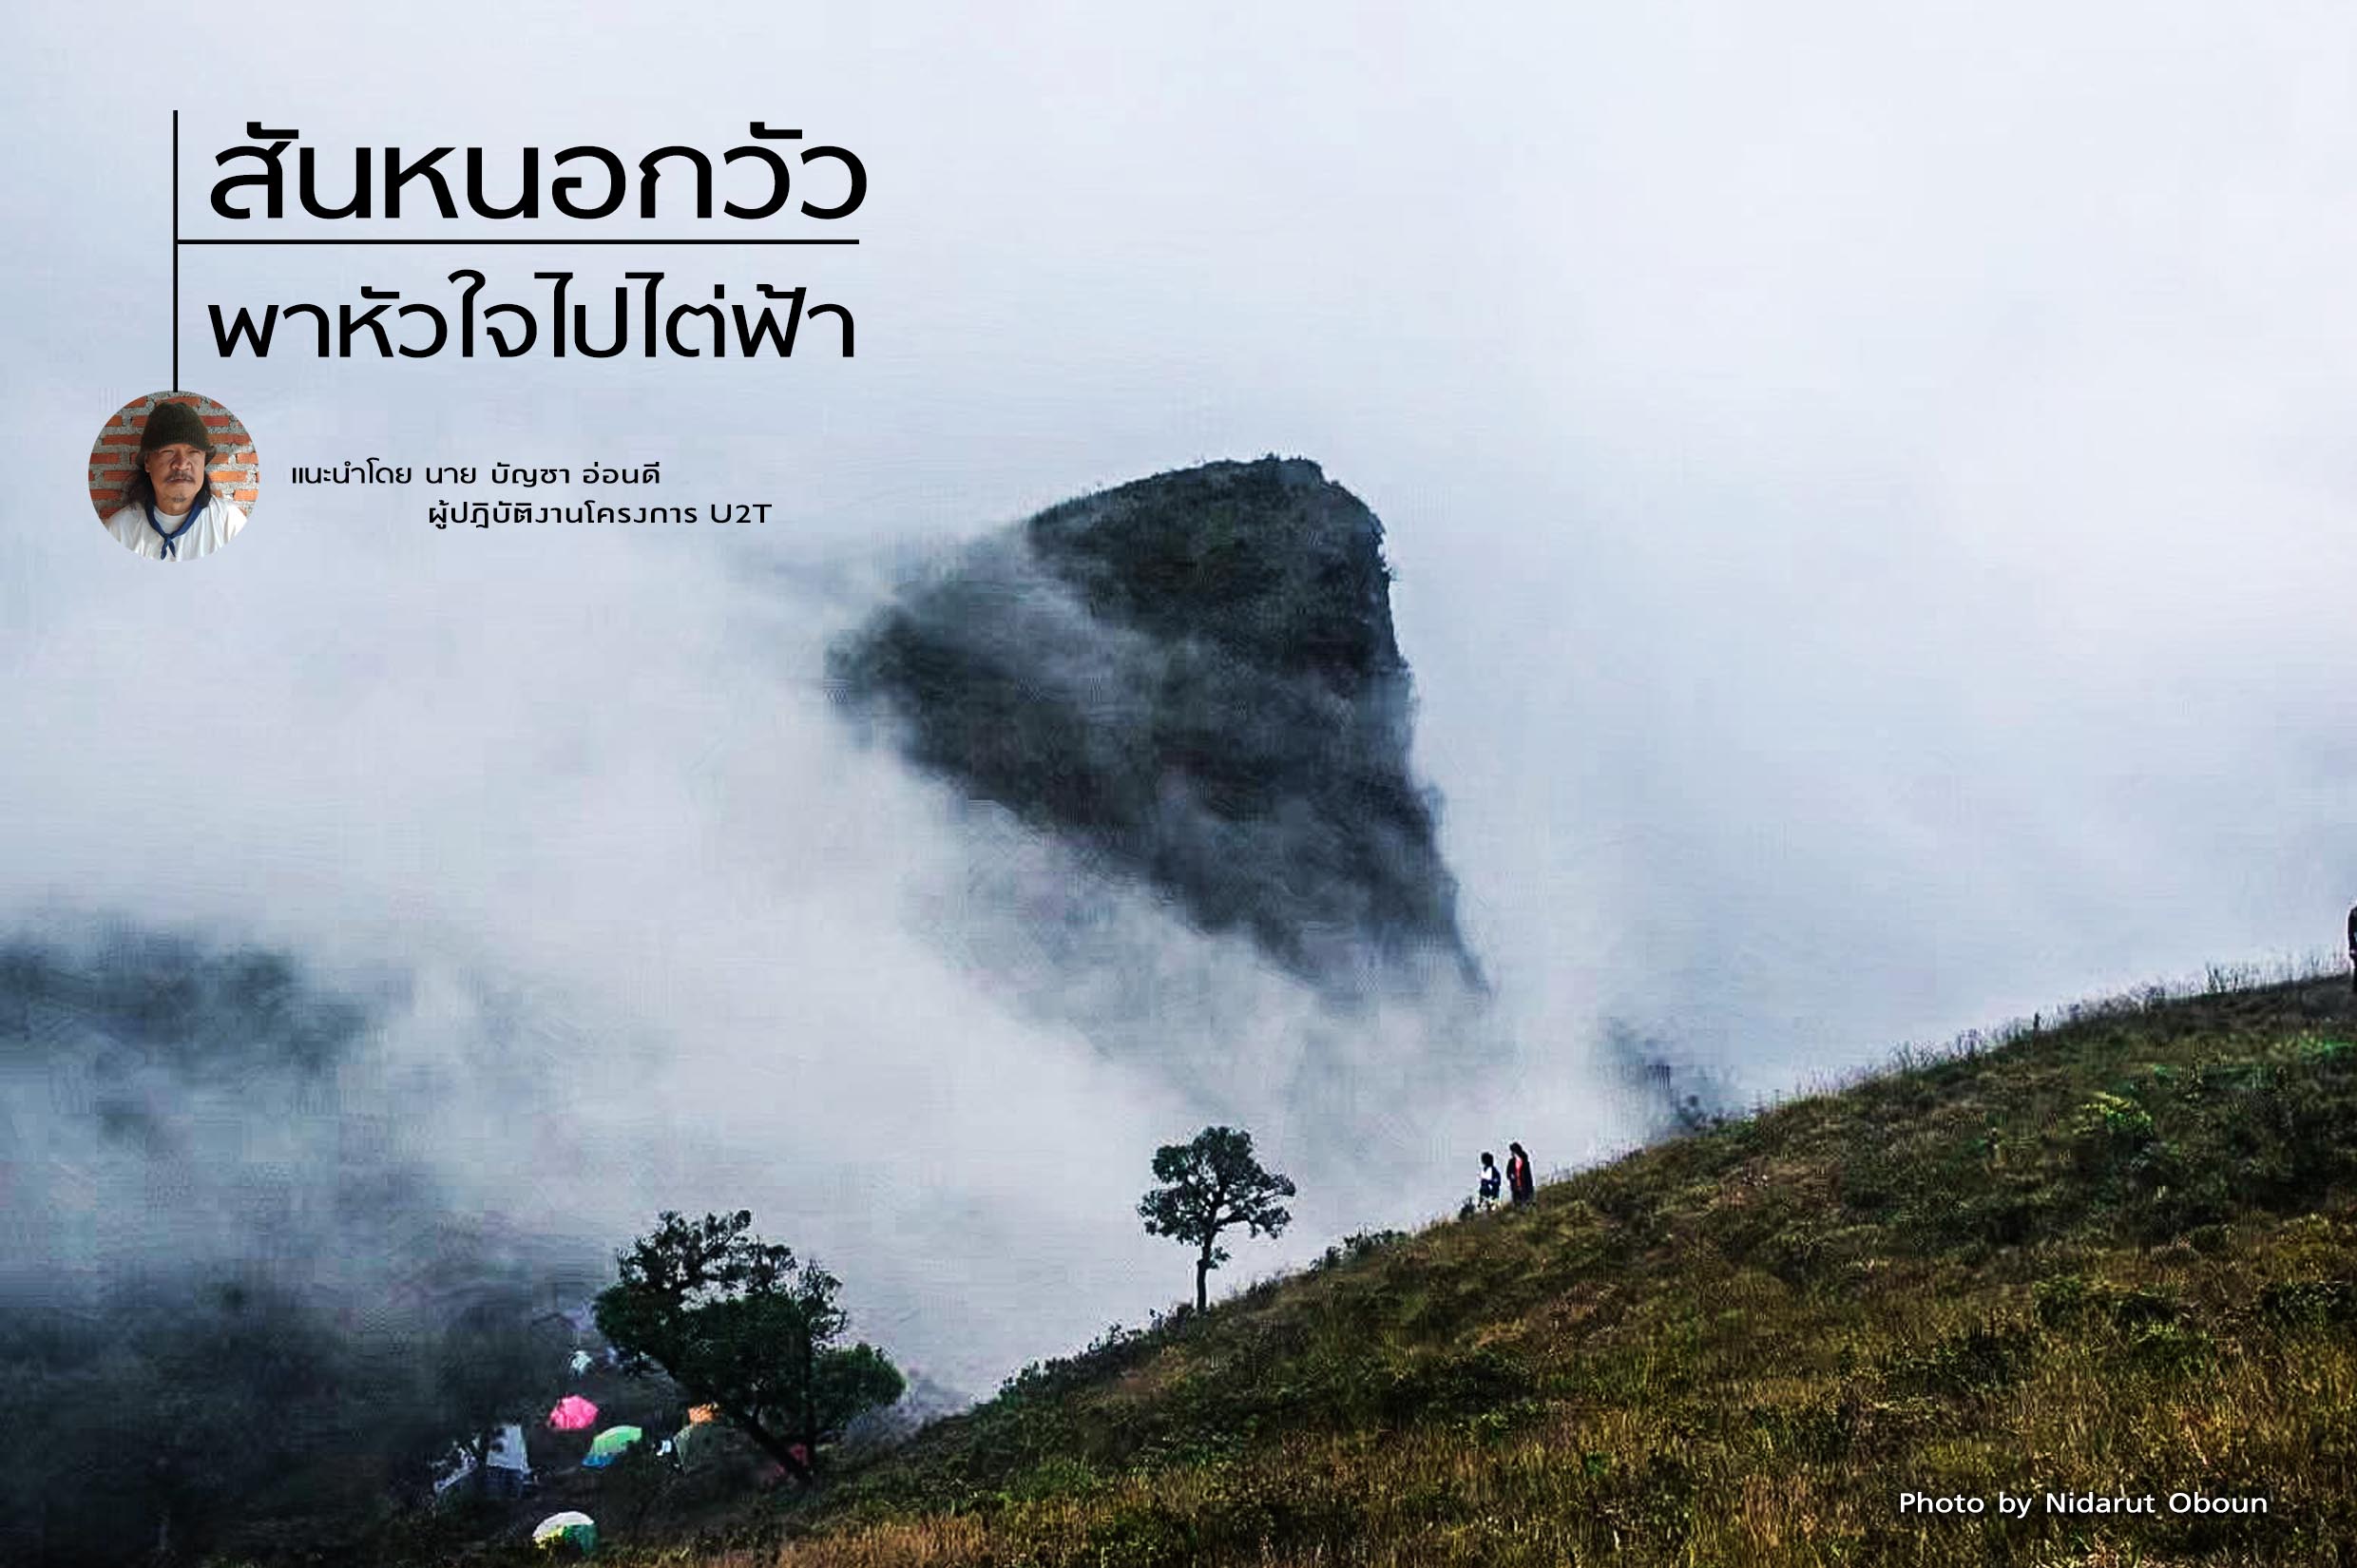 สันหนอกวัว
พาหัวใจไปไต่ฟ้า
แนะนำโดย นาย บัญชา อ่อนดี
ผู้ปฎิบัติงานโครงการ U2T
Photo by Nidarut Oboun